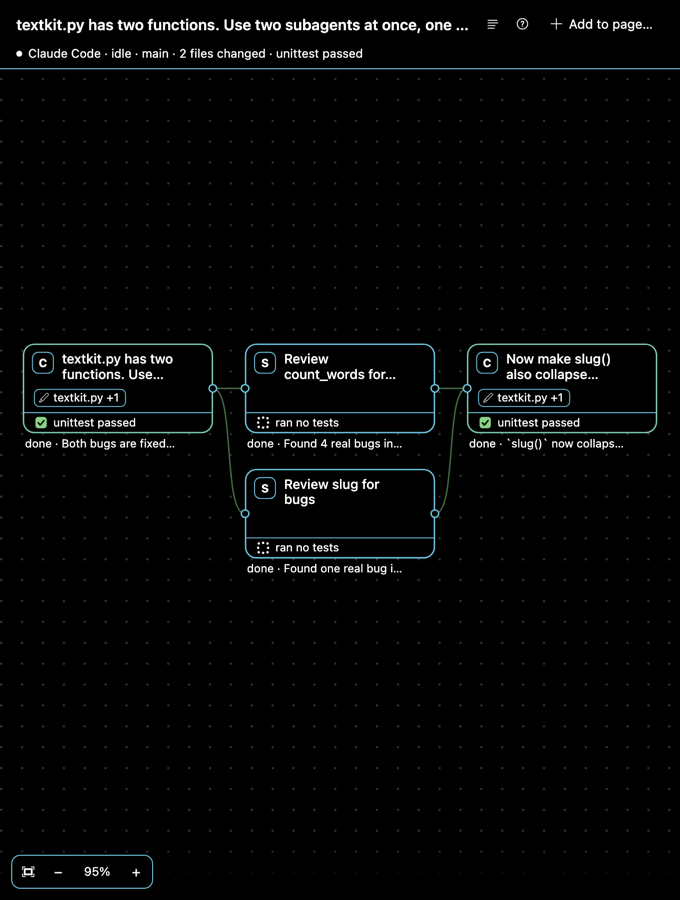 textkit.py has two functions. Use two subagents at once, one ...
Add to page...
Claude Code · idle · main · 2 files changed · unittest passed
C
textkit.py has two
functions. Use...
textkit.py +1
unittest passed
done · Both bugs are fixed...
S
Review
count_words for...
ran no tests
done · Found 4 real bugs in...
S
Review slug for
bugs
ran no tests
done · Found one real bug i...
C
Now make slug()
also collapse...
textkit.py +1
unittest passed
done · `slug()` now collaps...
95%